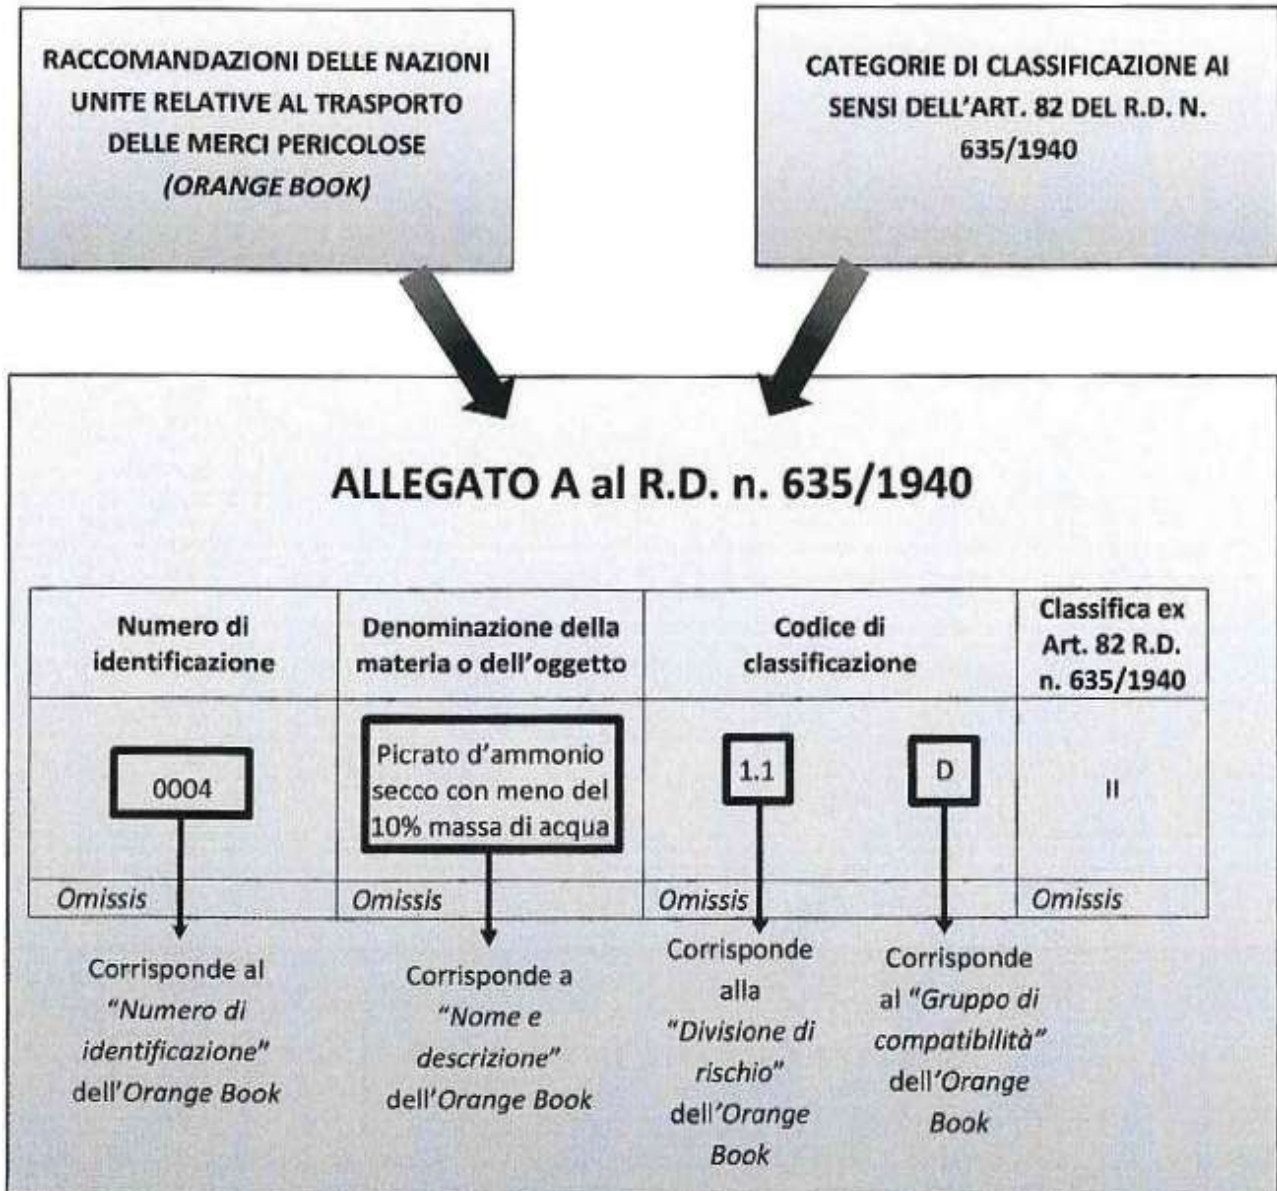 RACCOMANDAZIONI DELLE NAZIONI
UNITE RELATIVE AL TRASPORTO
DELLE MERCI PERICOLOSE
(ORANGE BOOK)
CATEGORIE DI CLASSIFICAZIONE AI
SENSI DELL'ART. 82 DEL R.D. N.
635/1940
ALLEGATO A al R.D. n. 635/1940
Numero di
identificazione
Denominazione della
materia o dell'oggetto
Codice di
classificazione
Classifica ex
Art. 82 R.D.
n. 635/1940
0004
Picrato d'ammonio
secco con meno del
10% massa di acqua
1.1
D
II
Omissis
Omissis
Omissis
Omissis
Corrisponde al
"Numero di
identificazione"
dell'Orange Book
Corrisponde a
"Nome e
descrizione"
dell'Orange Book
Corrisponde
alla
"Divisione di
rischio"
dell'Orange
Book
Corrisponde
al "Gruppo di
compatibilità"
dell'Orange
Book